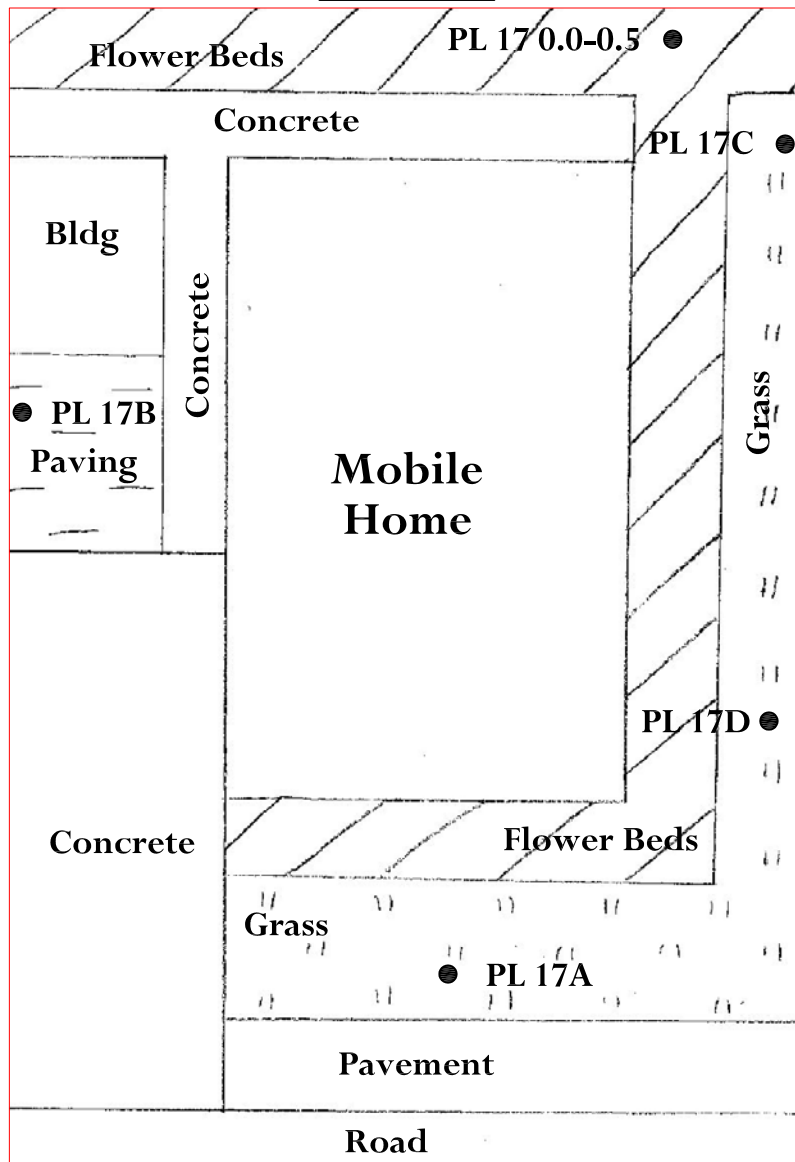 PL 17 0.0-0.5
Flower Beds
Concrete
PL 17C
Bldg
Concrete
Grass
PL 17B
Paving
Mobile
Home
PL 17D
Concrete
Flower Beds
Grass
PL 17A
Pavement
Road